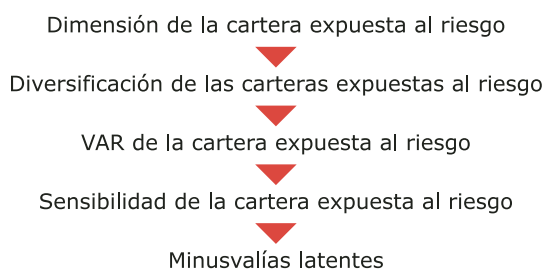 Dimensión de la cartera expuesta al riesgo
Diversificación de las carteras expuestas al riesgo
VAR de la cartera expuesta al riesgo
Sensibilidad de la cartera expuesta al riesgo
Minusvalías latentes